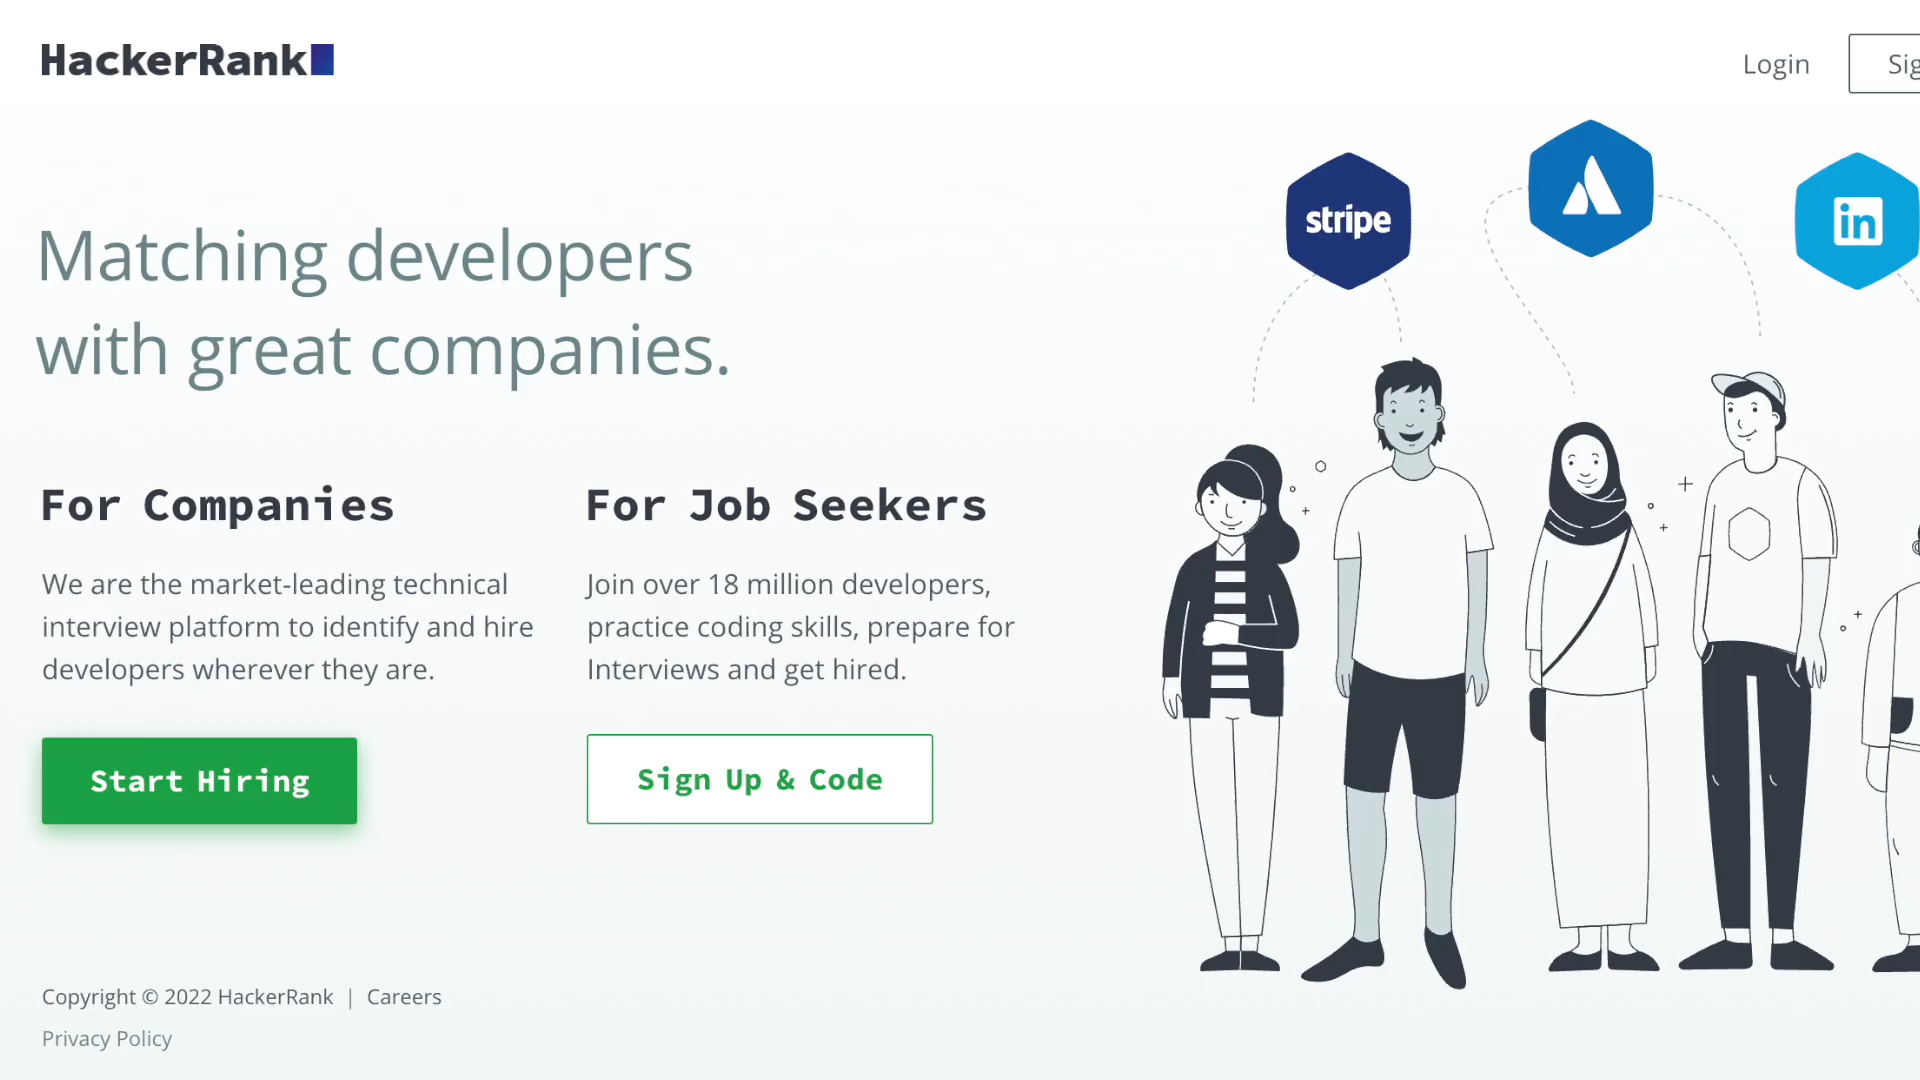 HackerRank
Login
Sig
stripe
in
Matching developers
with great companies.
For Companies
We are the market-leading technical
interview platform to identify and hire
developers wherever they are.
Start Hiring
For Job Seekers
Join over 18 million developers,
practice coding skills, prepare for
Interviews and get hired.
Sign Up & Code
Copyright © 2022 HackerRank | Careers
Privacy Policy